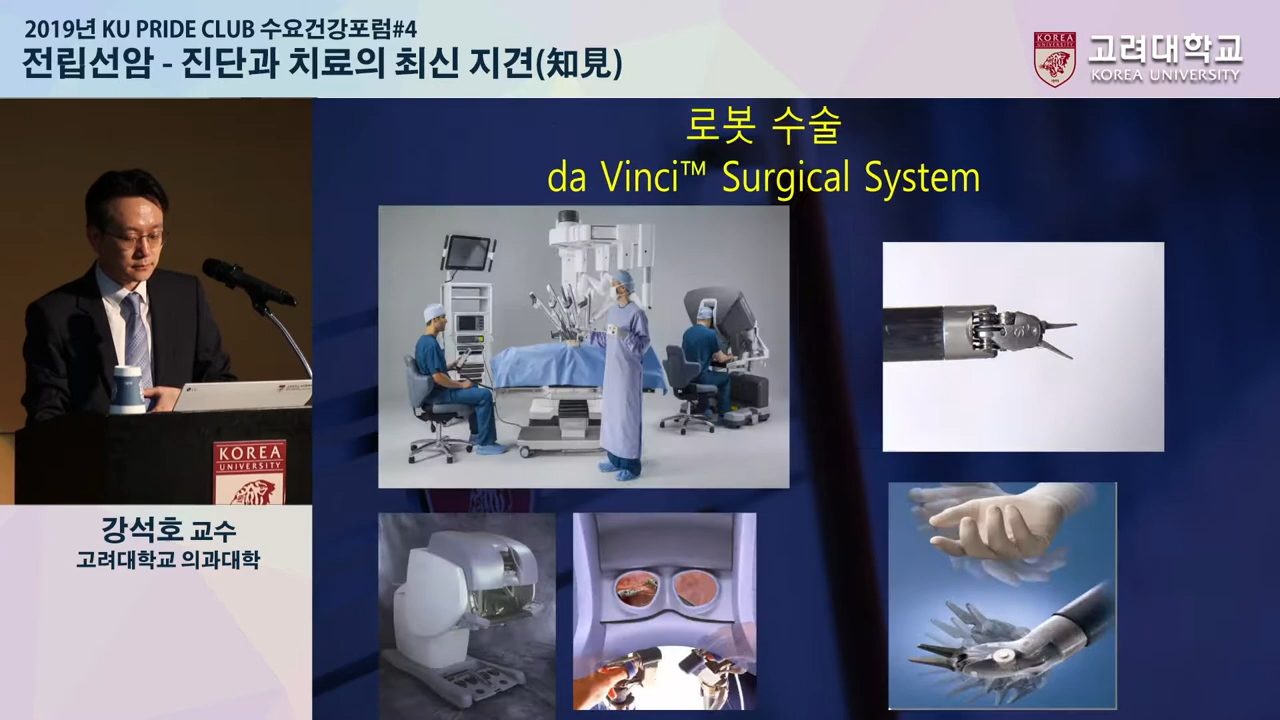 2019년 KU PRIDE CLUB 수요건강포럼#4
전립선암 - 진단과 치료의 최신 지견(知見)
KOREA
고려대학교
KOREA UNIVERSITY
로봇 수술
da Vinci™ Surgical System
KOREA
UNIVERSITY
강석호 교수
고려대학교 의과대학